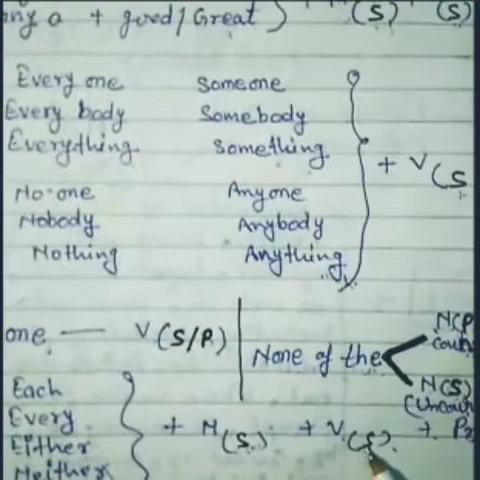 ny a + good/Great ) (S) (S)
Every one Someone
Every body Somebody
Everything Something + V(S
No-one Anyone
Nobody Anybody
Nothing Anything
one — V(S/P) None of the N(P
N(S)
Each
Every + N(S) + V(S) +
Either
Neither